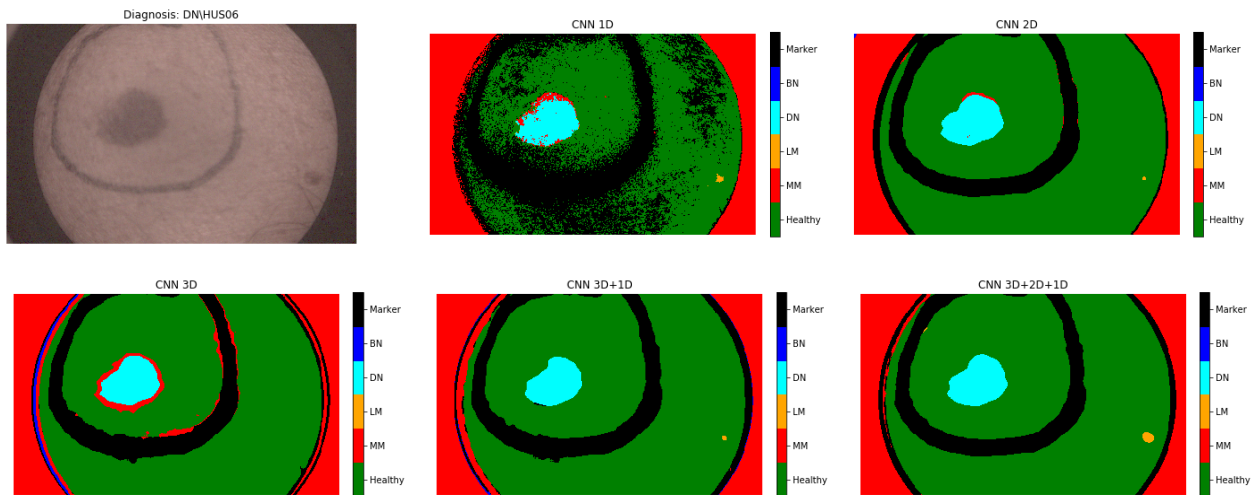 Diagnosis: DN\HUS06
CNN 1D
Marker
BN
DN
LM
MM
Healthy
CNN 2D
Marker
BN
DN
LM
MM
Healthy
CNN 3D
Marker
BN
DN
LM
MM
Healthy
CNN 3D+1D
Marker
BN
DN
LM
MM
Healthy
CNN 3D+2D+1D
Marker
BN
DN
LM
MM
Healthy